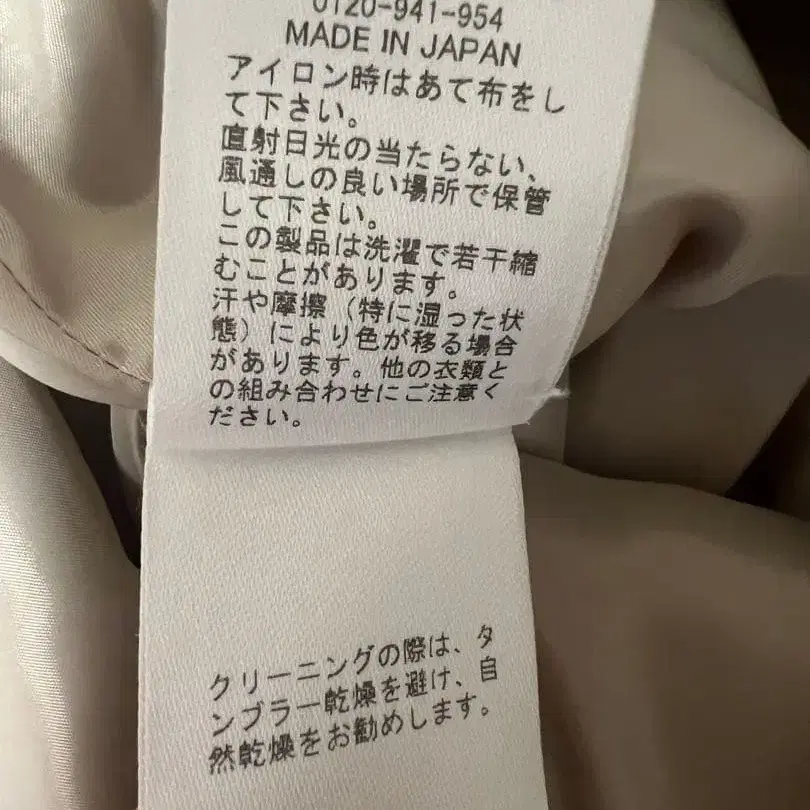 0120-941-954
MADE IN JAPAN
アイロン時はあて布をし
て下さい。
直射日光の当たらない、
風通しの良い場所で保管
して下さい。
この製品は洗濯で若干縮
むことがあります。
汗や摩擦（特に湿った状
態）により色が移る場合
があります。他の衣類と
の組み合わせにご注意く
ださい。
クリーニングの際は、タ
ンブラー乾燥を避け、自
然乾燥をお勧めします。